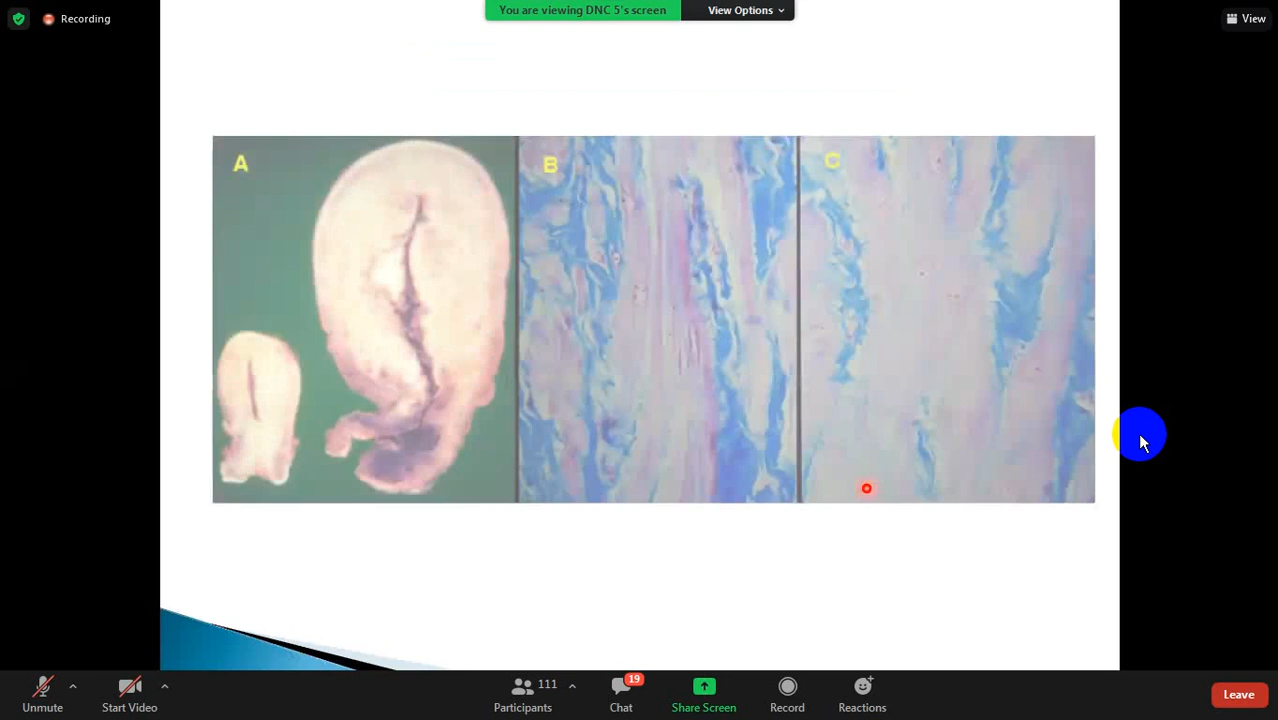 Recording
You are viewing DNC 5's screen
View Options
View
A
B
C
Unmute
Start Video
111
Participants
19
Chat
Share Screen
Record
Reactions
Leave